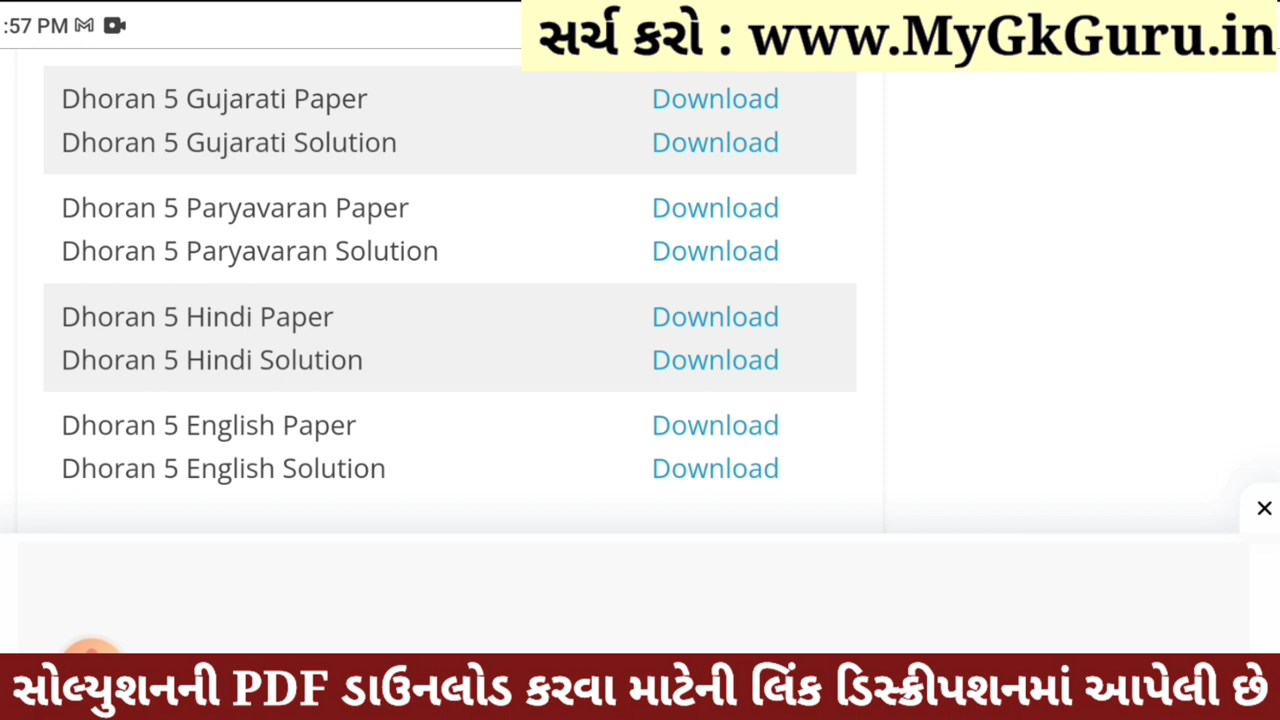 :57 PM
સર્ચ કરો : www.MyGkGuru.in
Dhoran 5 Gujarati Paper Download
Dhoran 5 Gujarati Solution Download
Dhoran 5 Paryavaran Paper Download
Dhoran 5 Paryavaran Solution Download
Dhoran 5 Hindi Paper Download
Dhoran 5 Hindi Solution Download
Dhoran 5 English Paper Download
Dhoran 5 English Solution Download
સોલ્યુશનની PDF ડાઉનલોડ કરવા માટેની લિંક ડિસ્ક્રીપશનમાં આપેલી છે